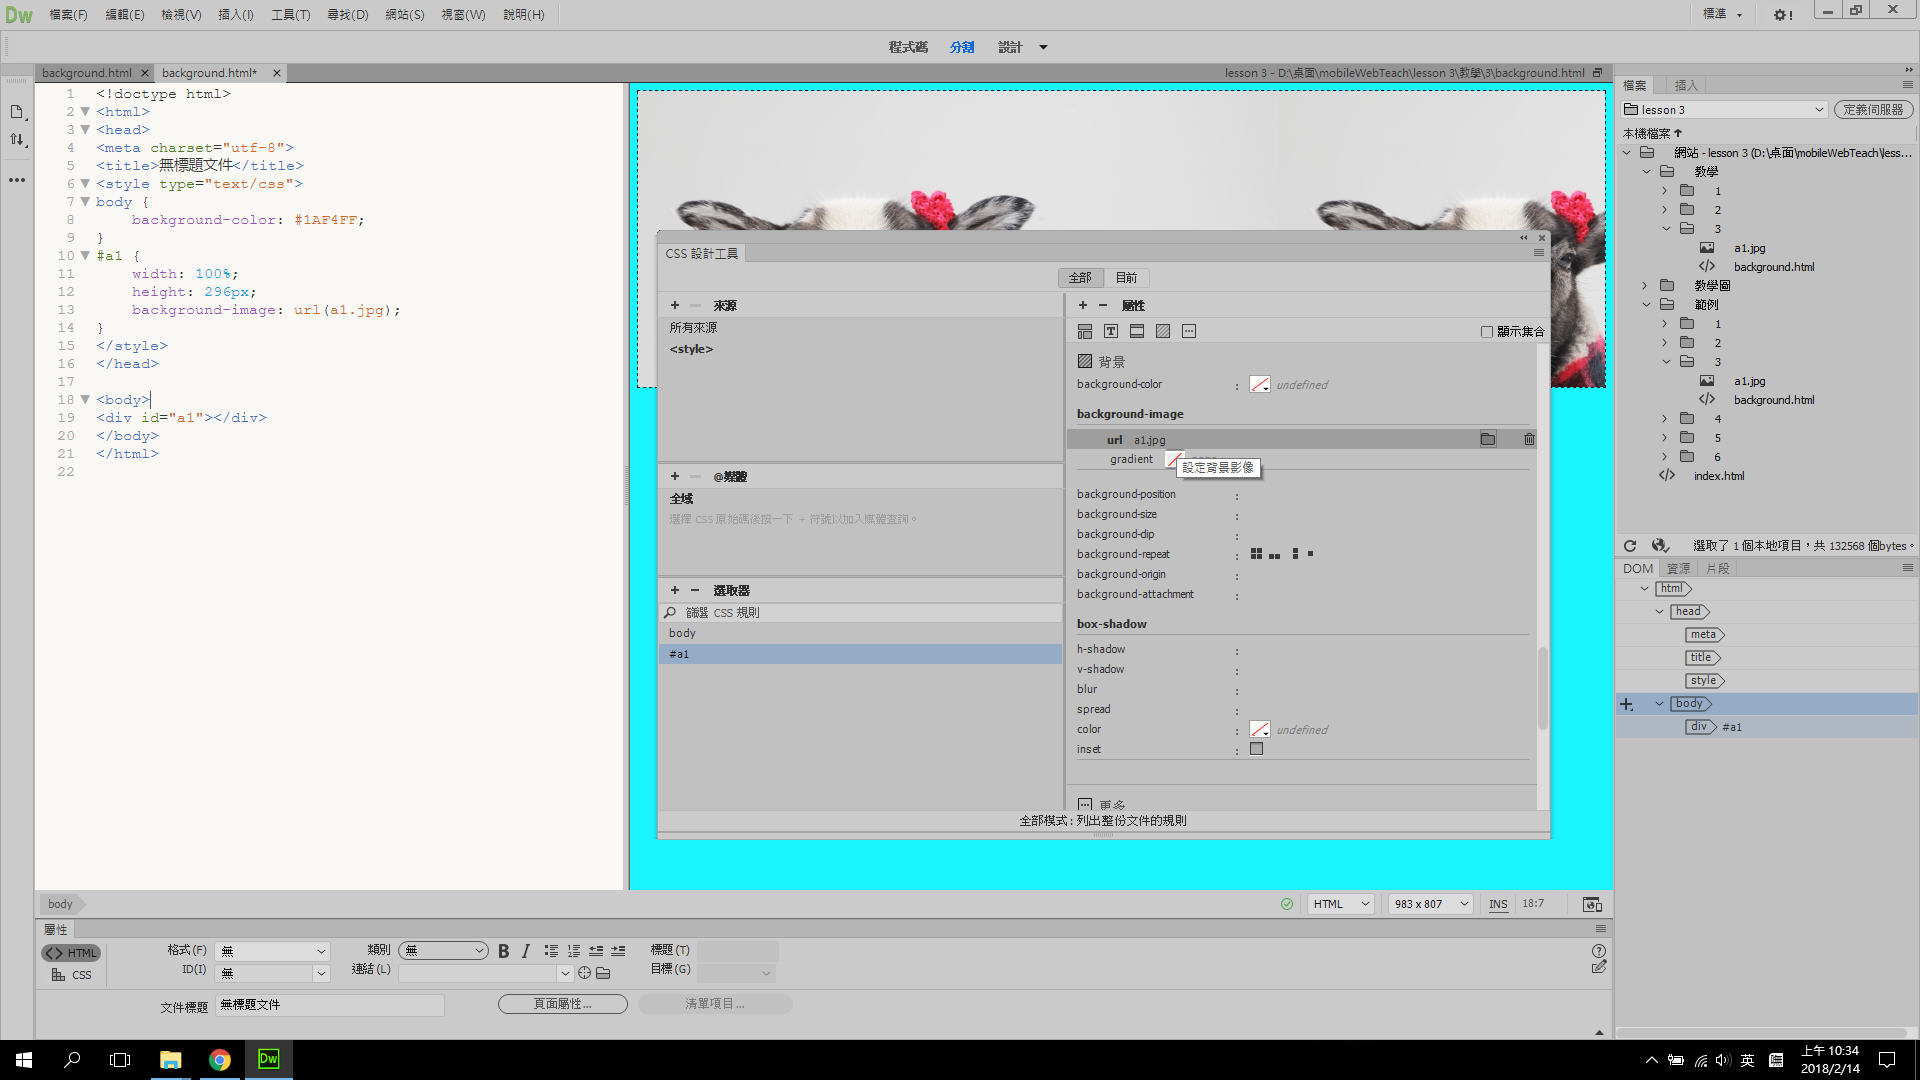 Dw 檔案(F) 編輯(E) 檢視(V) 插入(I) 工具(T) 尋找(D) 網站(S) 視窗(W) 說明(H)
標準
程式碼 分割 設計
background.html
background.html*
lesson 3 - D:\桌面\mobileWebTeach\lesson 3\教學\3\background.html
1 <!doctype html>
2 <html>
3 <head>
4 <meta charset="utf-8">
5 <title>無標題文件</title>
6 <style type="text/css">
7 body {
8 background-color: #1AF4FF;
9 }
10 #a1 {
11 width: 100%;
12 height: 296px;
13 background-image: url(a1.jpg);
14 }
15 </style>
16 </head>
17
18 <body>
19 <div id="a1"></div>
20 </body>
21 </html>
22
CSS 設計工具
全部 目前
+ − 來源
所有來源
<style>
+ − @媒體
全域
選擇 CSS 原始碼後按一下 + 符號以加入媒體查詢。
+ − 選取器
篩選 CSS 規則
body
#a1
+ − 屬性
顯示集合
背景
background-color : undefined
background-image
url a1.jpg
gradient
設定背景影像
background-position :
background-size :
background-clip :
background-repeat :
background-origin :
background-attachment :
box-shadow
h-shadow :
v-shadow :
blur :
spread :
color : undefined
inset :
更多
全部模式 : 列出整份文件的規則
檔案 插入
lesson 3
定義伺服器
本機檔案
網站 - lesson 3 (D:\桌面\mobileWebTeach\less...
教學
1
2
3
a1.jpg
background.html
教學圖
範例
1
2
3
a1.jpg
background.html
4
5
6
index.html
選取了 1 個本地項目，共 132568 個bytes。
DOM 資源 片段
html
head
meta
title
style
body
div #a1
body
HTML
983 x 807
INS
18:7
屬性
<> HTML
CSS
格式(F) 無
ID(I) 無
類別 無
連結(L)
B I
標題(T)
目標(G)
文件標題 無標題文件
頁面屬性...
清單項目...
Dw
英
上午 10:34
2018/2/14